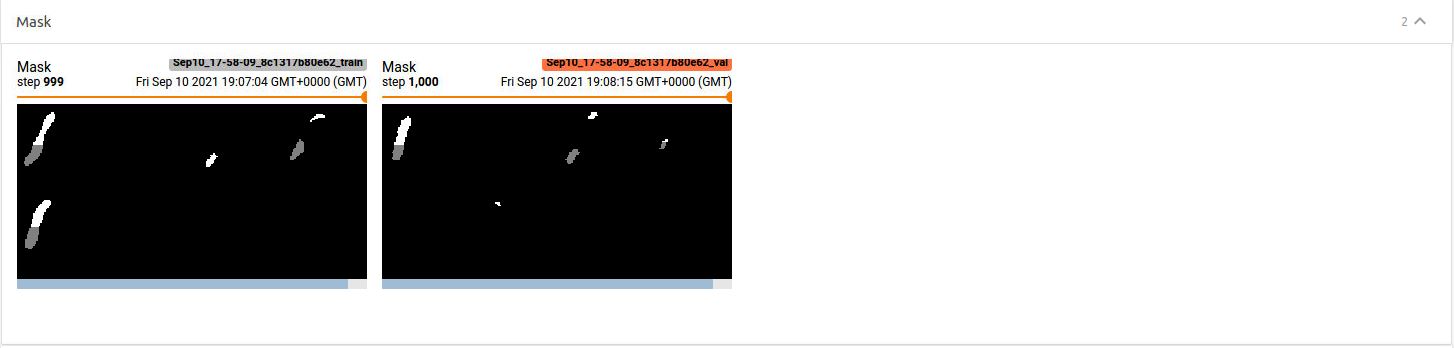 Mask
2
Mask
Sep10_17-58-09_8c1317b80e62_train
step 999
Fri Sep 10 2021 19:07:04 GMT+0000 (GMT)
Mask
Sep10_17-58-09_8c1317b80e62_val
step 1,000
Fri Sep 10 2021 19:08:15 GMT+0000 (GMT)